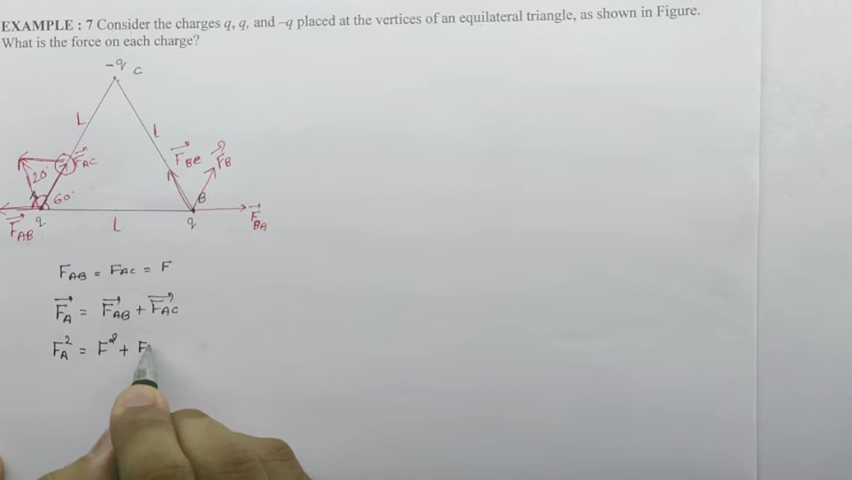 EXAMPLE : 7 Consider the charges q, q, and –q placed at the vertices of an equilateral triangle, as shown in Figure.
What is the force on each charge?
-q C
L
L
F⃗BC
F⃗B
F⃗AC
120°
60°
A
B
F⃗AB
q
L
q
F⃗BA
FAB = FAC = F
F⃗A = F⃗AB + F⃗AC
FA² = F² + F